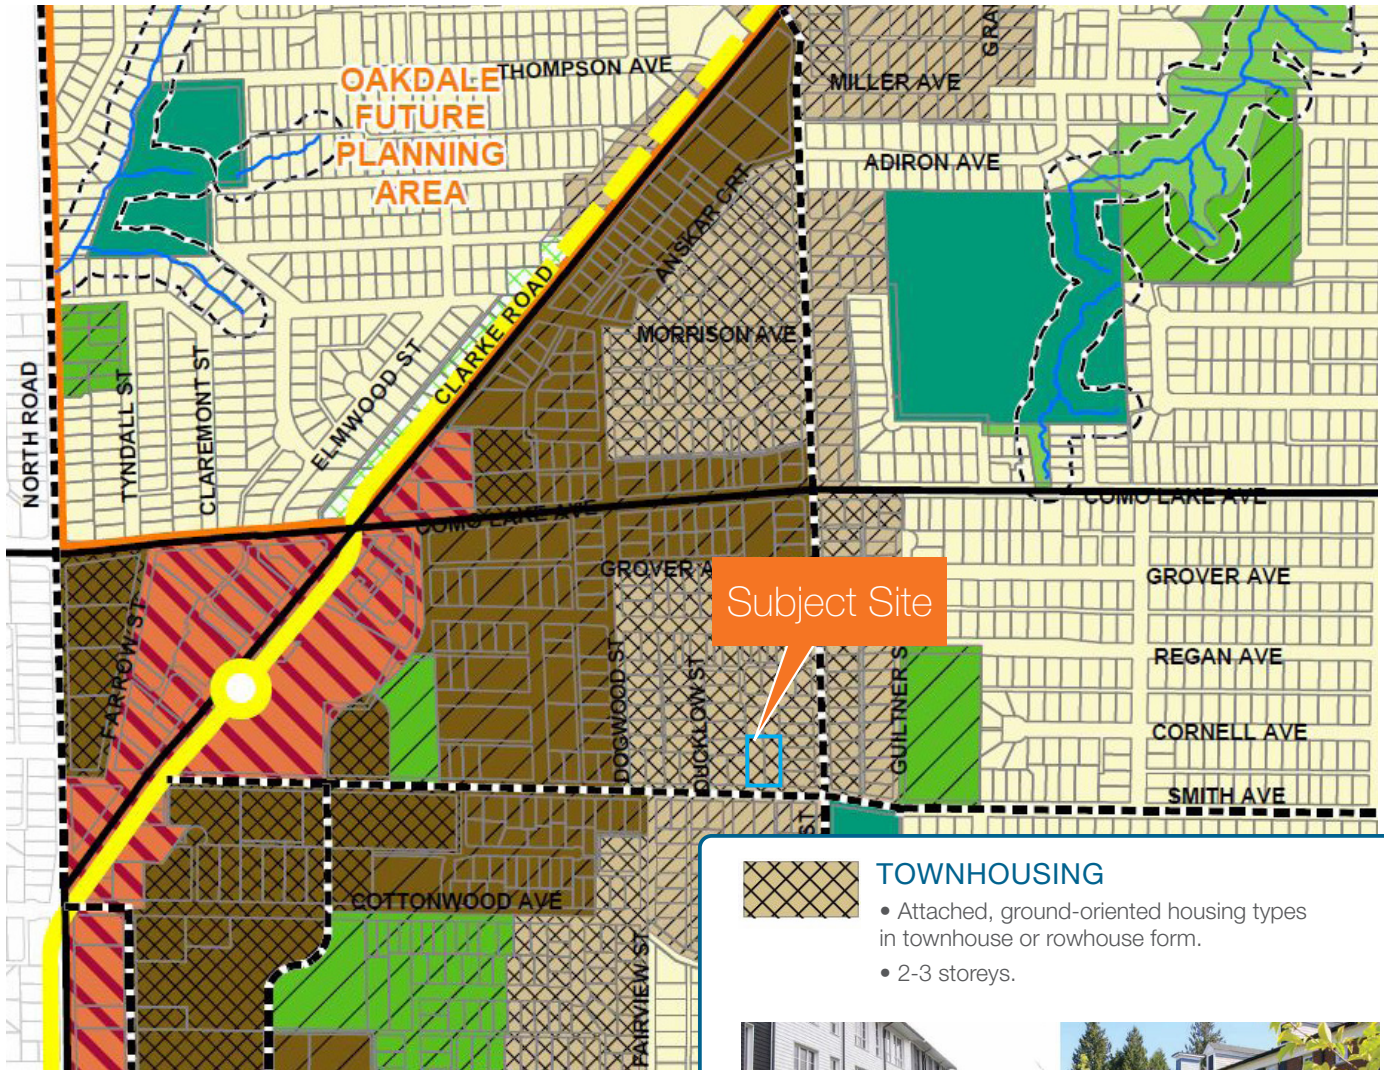 THOMPSON AVE
OAKDALE
FUTURE
PLANNING
AREA
MILLER AVE
ADIRON AVE
ANSKAR CRT
MORRISON AVE
CLARKE ROAD
ELMWOOD ST
CLAREMONT ST
TYNDALL ST
NORTH ROAD
COMO LAKE AVE
COMO LAKE AVE
GROVER A
GROVER AVE
Subject Site
FARROW ST
DOGWOOD ST
DUCKLOW ST
GUILTNER S
REGAN AVE
CORNELL AVE
SMITH AVE
ST
COTTONWOOD AVE
FAIRVIEW ST
TOWNHOUSING
• Attached, ground-oriented housing types
in townhouse or rowhouse form.
• 2-3 storeys.